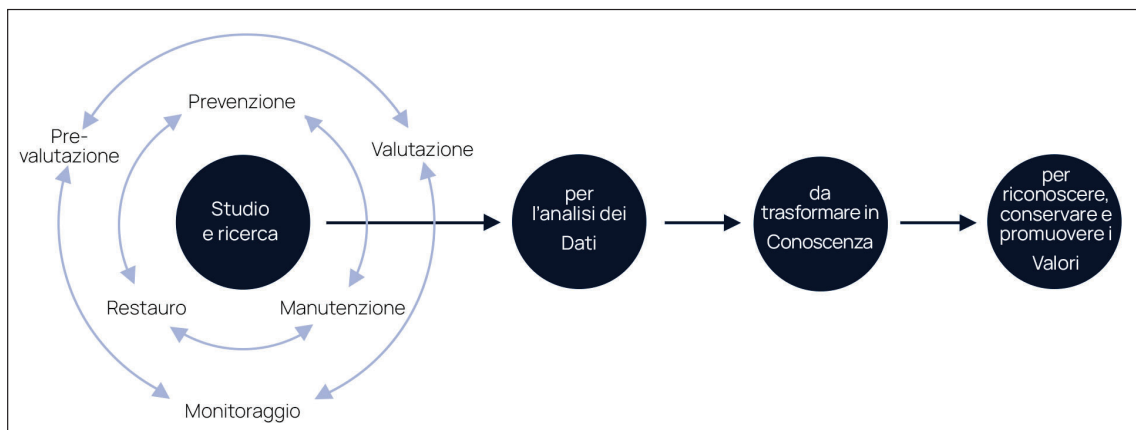 Prevenzione
Pre-
valutazione
Valutazione
Studio
e ricerca
Restauro
Manutenzione
Monitoraggio
per
l'analisi dei
Dati
da
trasformare in
Conoscenza
per
riconoscere,
conservare e
promuovere i
Valori